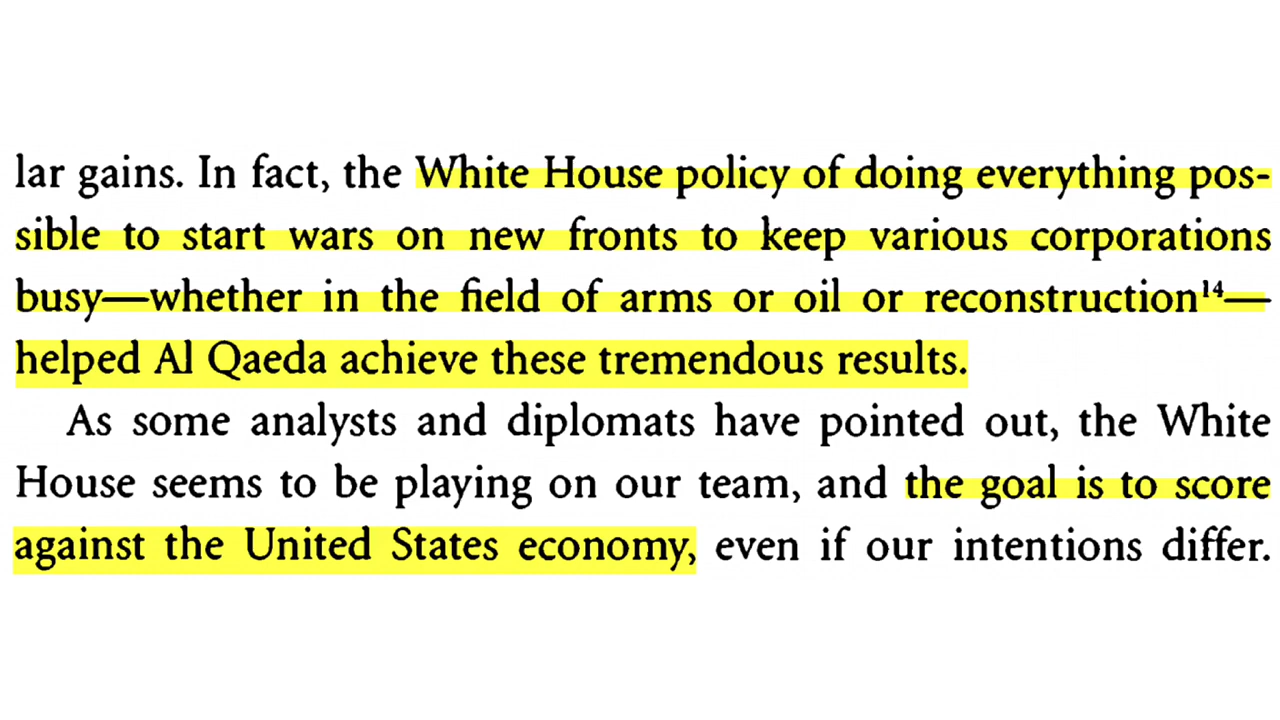 lar gains. In fact, the White House policy of doing everything pos-
sible to start wars on new fronts to keep various corporations
busy—whether in the field of arms or oil or reconstruction¹⁴—
helped Al Qaeda achieve these tremendous results.
As some analysts and diplomats have pointed out, the White
House seems to be playing on our team, and the goal is to score
against the United States economy, even if our intentions differ.